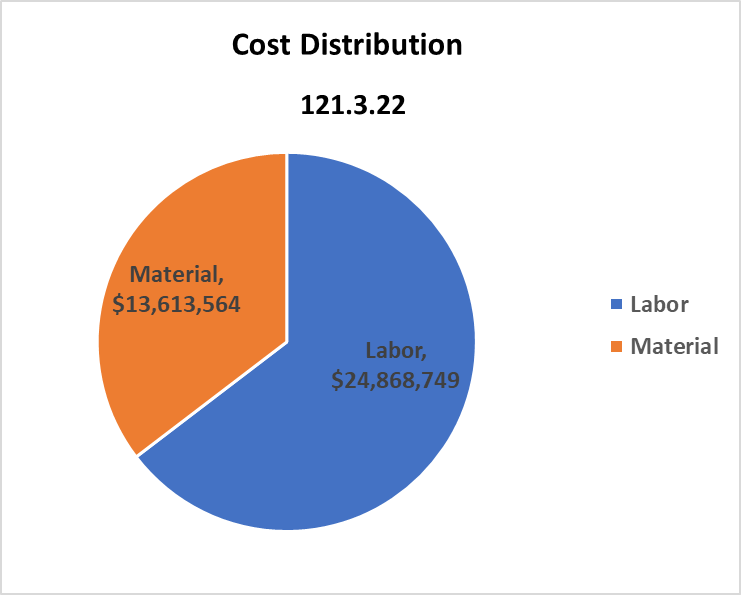 Cost Distribution
121.3.22
Material,
$13,613,564
Labor,
$24,868,749
Labor
Material